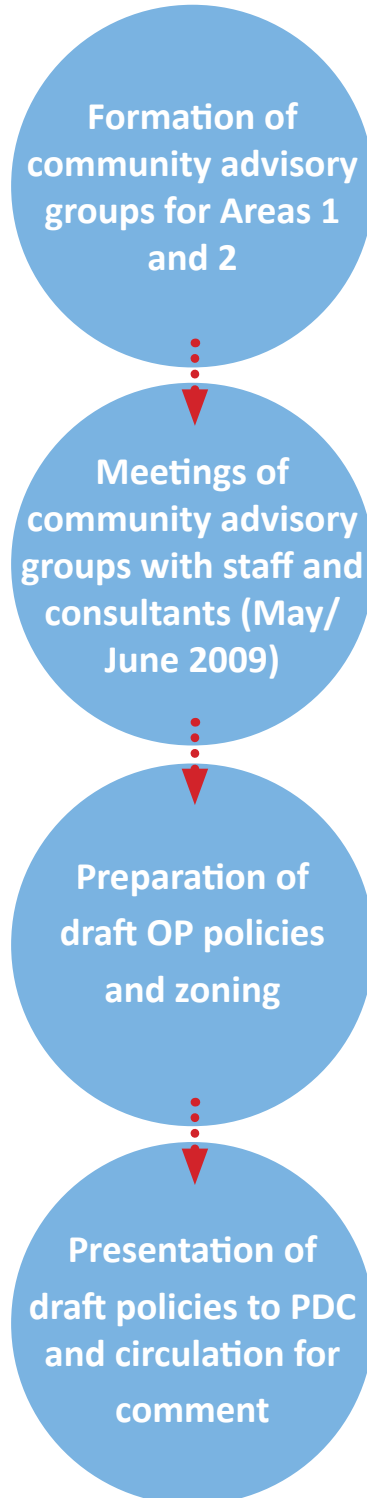 Formation of
community advisory
groups for Areas 1
and 2
Meetings of
community advisory
groups with staff and
consultants (May/
June 2009)
Preparation of
draft OP policies
and zoning
Presentation of
draft policies to PDC
and circulation for
comment